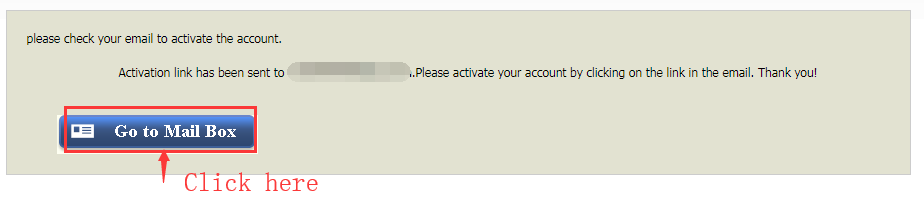 please check your email to activate the account.
Activation link has been sent to .Please activate your account by clicking on the link in the email. Thank you!
Go to Mail Box
Click here